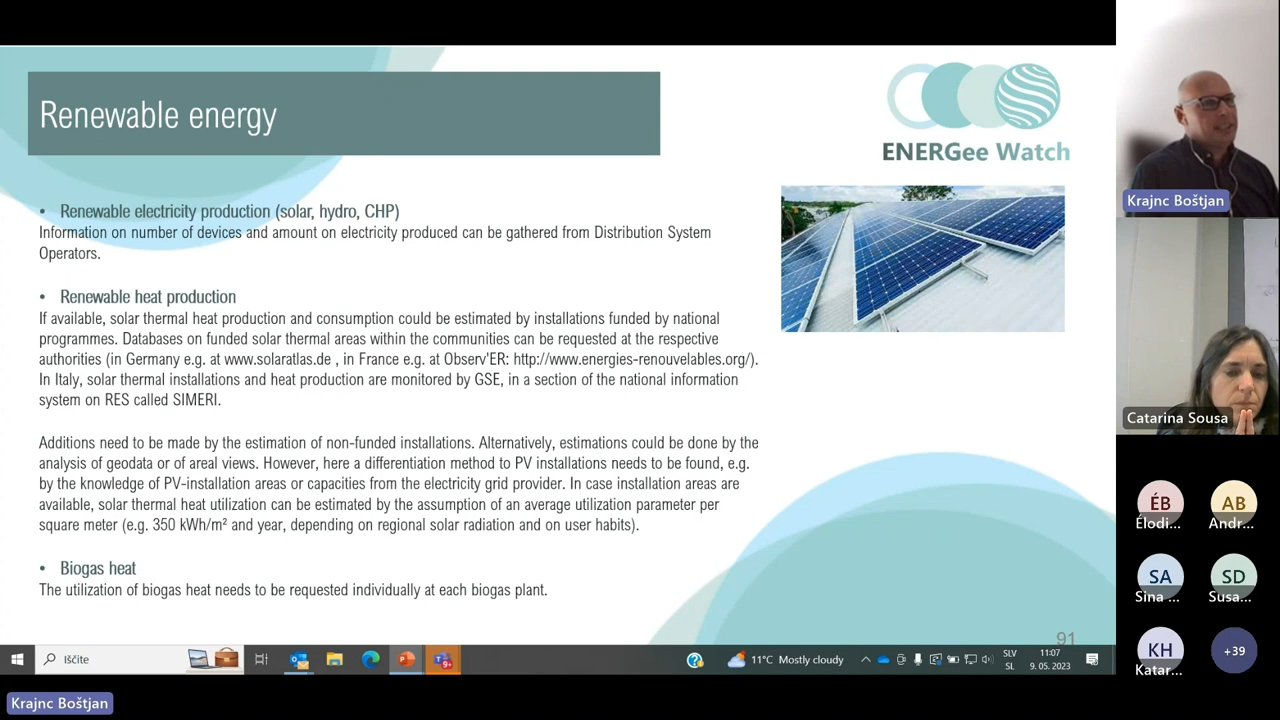 Renewable energy
ENERGee Watch
• Renewable electricity production (solar, hydro, CHP)
Information on number of devices and amount on electricity produced can be gathered from Distribution System
Operators.
• Renewable heat production
If available, solar thermal heat production and consumption could be estimated by installations funded by national
programmes. Databases on funded solar thermal areas within the communities can be requested at the respective
authorities (in Germany e.g. at www.solaratlas.de , in France e.g. at Observ'ER: http://www.energies-renouvelables.org/).
In Italy, solar thermal installations and heat production are monitored by GSE, in a section of the national information
system on RES called SIMERI.
Additions need to be made by the estimation of non-funded installations. Alternatively, estimations could be done by the
analysis of geodata or of areal views. However, here a differentiation method to PV installations needs to be found, e.g.
by the knowledge of PV-installation areas or capacities from the electricity grid provider. In case installation areas are
available, solar thermal heat utilization can be estimated by the assumption of an average utilization parameter per
square meter (e.g. 350 kWh/m² and year, depending on regional solar radiation and on user habits).
• Biogas heat
The utilization of biogas heat needs to be requested individually at each biogas plant.
91
Krajnc Boštjan
Catarina Sousa
ÉB
Élodi...
AB
Andr...
SA
Sina ...
SD
Susa...
KH
Katar...
+39
Iščite
9+
11°C Mostly cloudy
SLV
SL
11:07
9. 05. 2023
Krajnc Boštjan